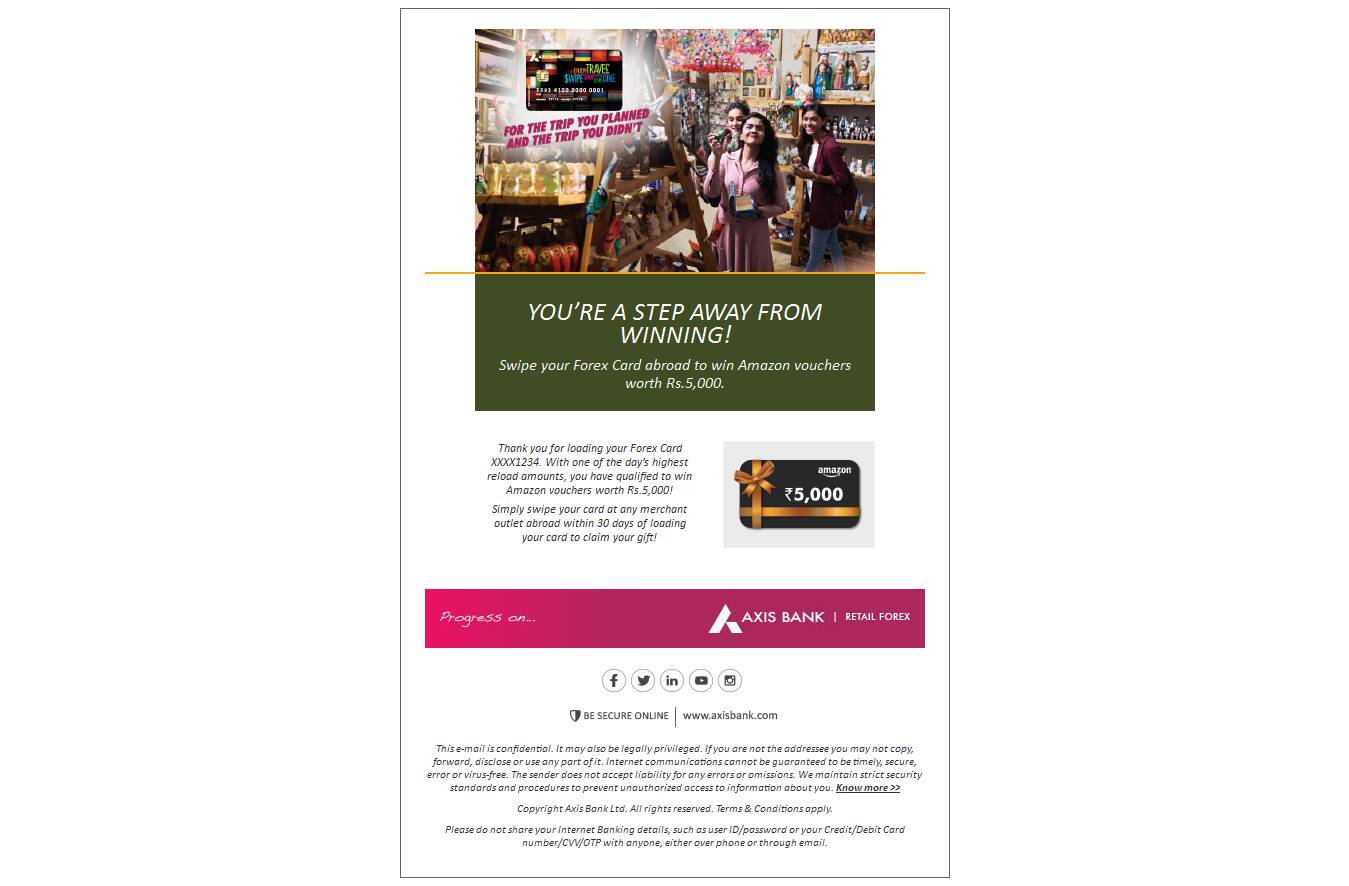 AXIS BANK
ENJOY TRAVEL
$WIPE SHOP DINE
5593 4100 0000 0001
FOR THE TRIP YOU PLANNED
AND THE TRIP YOU DIDN'T
YOU'RE A STEP AWAY FROM
WINNING!
Swipe your Forex Card abroad to win Amazon vouchers
worth Rs.5,000.
Thank you for loading your Forex Card
XXXX1234. With one of the day's highest
reload amounts, you have qualified to win
Amazon vouchers worth Rs.5,000!
Simply swipe your card at any merchant
outlet abroad within 30 days of loading
your card to claim your gift!
amazon
₹5,000
Progress on...
AXIS BANK | RETAIL FOREX
BE SECURE ONLINE | www.axisbank.com
This e-mail is confidential. It may also be legally privileged. If you are not the addressee you may not copy,
forward, disclose or use any part of it. Internet communications cannot be guaranteed to be timely, secure,
error or virus-free. The sender does not accept liability for any errors or omissions. We maintain strict security
standards and procedures to prevent unauthorized access to information about you. Know more >>
Copyright Axis Bank Ltd. All rights reserved. Terms & Conditions apply.
Please do not share your Internet Banking details, such as user ID/password or your Credit/Debit Card
number/CVV/OTP with anyone, either over phone or through email.